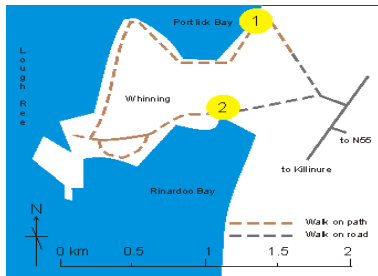 Portlick Bay
1
Lough Ree
Whinning
2
to N55
to Killinure
Rinardoo Bay
N
Walk on path
Walk on road
0 km 0.5 1 1.5 2